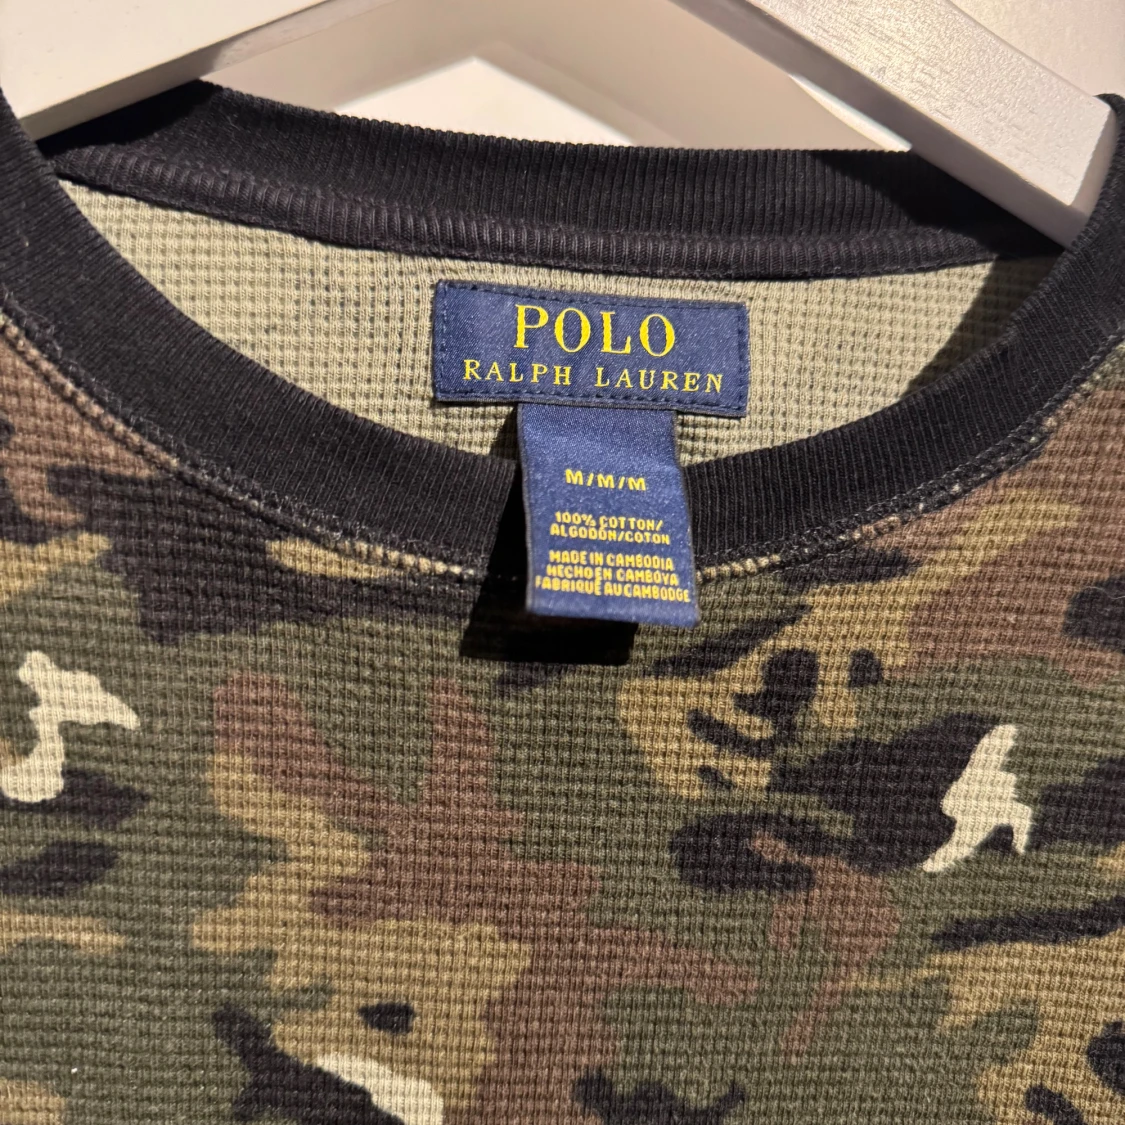 POLO
RALPH LAUREN
M/M/M
100% COTTON/
ALGODÓN/COTON
MADE IN CAMBODIA
HECHO EN CAMBOYA
FABRIQUÉ AU CAMBODGE